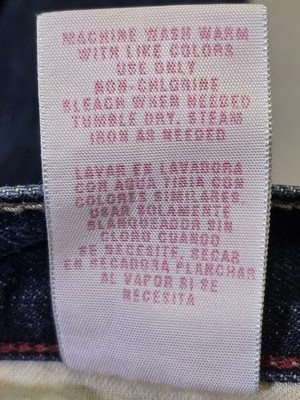 MACHINE WASH WARM
WITH LIKE COLORS
USE ONLY
NON-CHLORINE
BLEACH WHEN NEEDED
TUMBLE DRY. STEAM
IRON AS NEEDED
LAVAR EN LAVADORA
CON AGUA TIBIA CON
COLORES SIMILARES.
USAR SOLAMENTE
BLANQUEADOR SIN
CLORO CUANDO
SE NECESITE, SECAR
EN SECADORA PLANCHAR
AL VAPOR SI SE
NECESITA